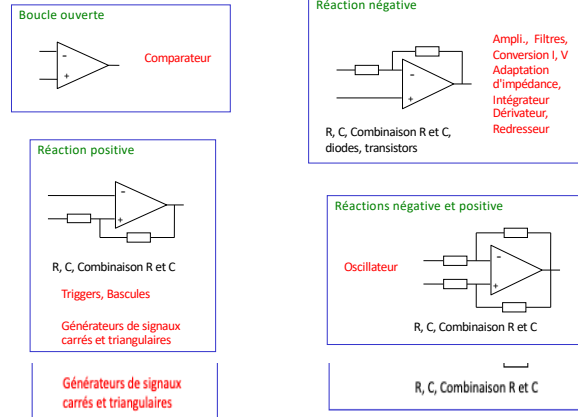 Boucle ouverte
-
+
Comparateur
Réaction négative
-
+
Ampli., Filtres,
Conversion I, V
Adaptation
d'impédance,
Intégrateur
Dérivateur,
Redresseur
R, C, Combinaison R et C,
diodes, transistors
Réaction positive
-
+
R, C, Combinaison R et C
Triggers, Bascules
Générateurs de signaux
carrés et triangulaires
Réactions négative et positive
Oscillateur
-
+
R, C, Combinaison R et C
Générateurs de signaux
carrés et triangulaires
R, C, Combinaison R et C